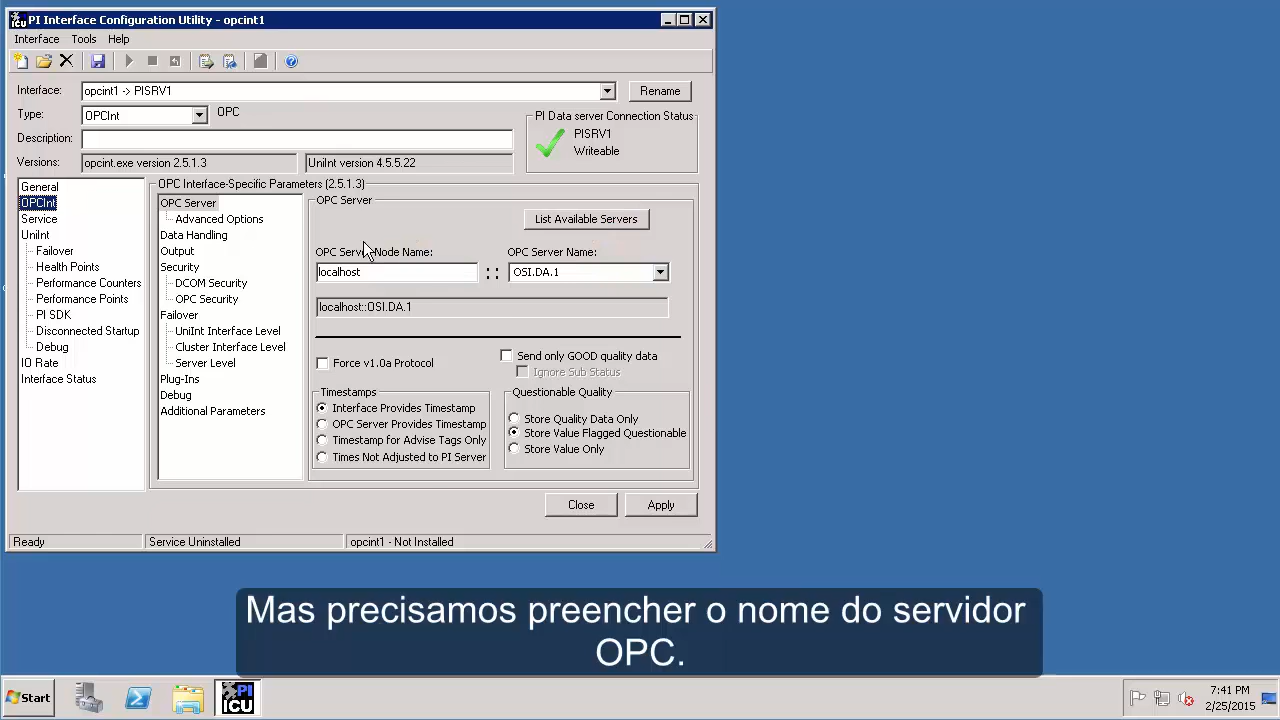 PI Interface Configuration Utility - opcint1
Interface Tools Help
Interface: opcint1 -> PISRV1 Rename
Type: OPCInt OPC
Description:
Versions: opcint.exe version 2.5.1.3 UniInt version 4.5.5.22
PI Data server Connection Status
PISRV1
Writeable
General
OPCInt
Service
UniInt
Failover
Health Points
Performance Counters
Performance Points
PI SDK
Disconnected Startup
Debug
IO Rate
Interface Status
OPC Interface-Specific Parameters (2.5.1.3)
OPC Server
Advanced Options
Data Handling
Output
Security
DCOM Security
OPC Security
Failover
UniInt Interface Level
Cluster Interface Level
Server Level
Plug-Ins
Debug
Additional Parameters
OPC Server
List Available Servers
OPC Server Node Name: OPC Server Name:
localhost :: OSI.DA.1
localhost::OSI.DA.1
Force v1.0a Protocol
Send only GOOD quality data
Ignore Sub Status
Timestamps
Interface Provides Timestamp
OPC Server Provides Timestamp
Timestamp for Advise Tags Only
Times Not Adjusted to PI Server
Questionable Quality
Store Quality Data Only
Store Value Flagged Questionable
Store Value Only
Close Apply
Ready Service Uninstalled opcint1 - Not Installed
Mas precisamos preencher o nome do servidor
OPC.
Start
PI
ICU
7:41 PM
2/25/2015